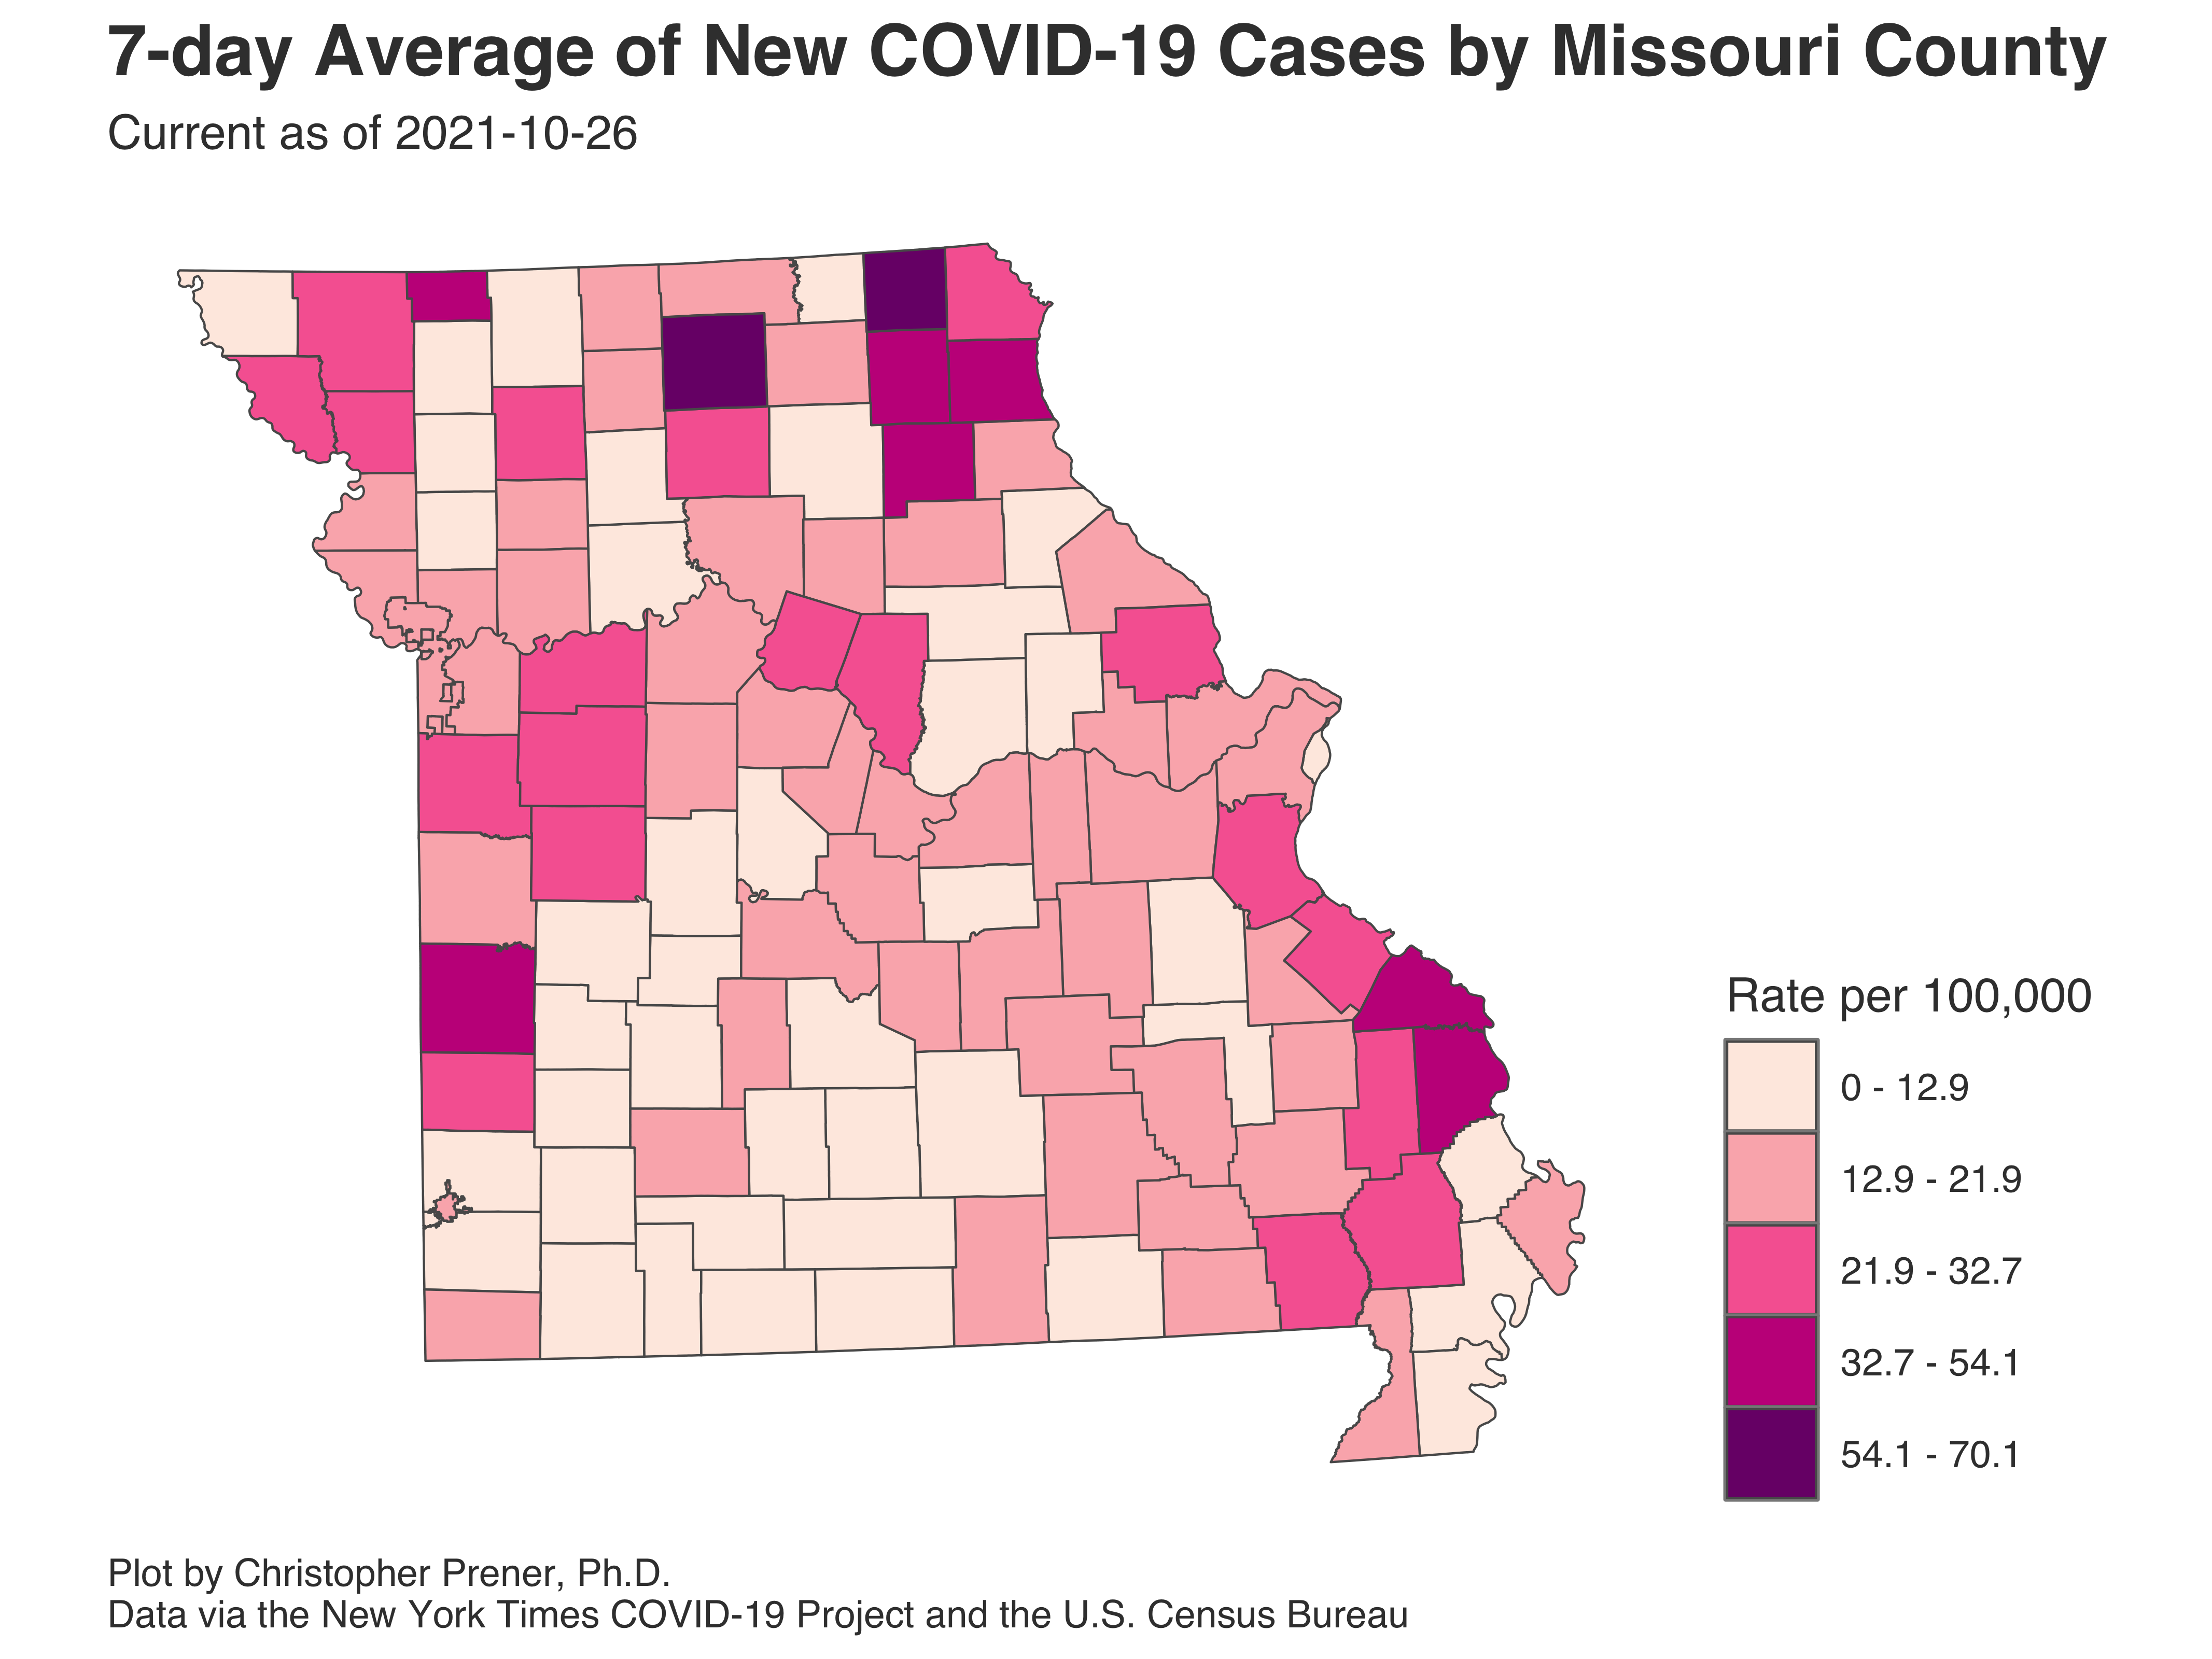 7-day Average of New COVID-19 Cases by Missouri County
Current as of 2021-10-26
Rate per 100,000
0 - 12.9
12.9 - 21.9
21.9 - 32.7
32.7 - 54.1
54.1 - 70.1
Plot by Christopher Prener, Ph.D.
Data via the New York Times COVID-19 Project and the U.S. Census Bureau